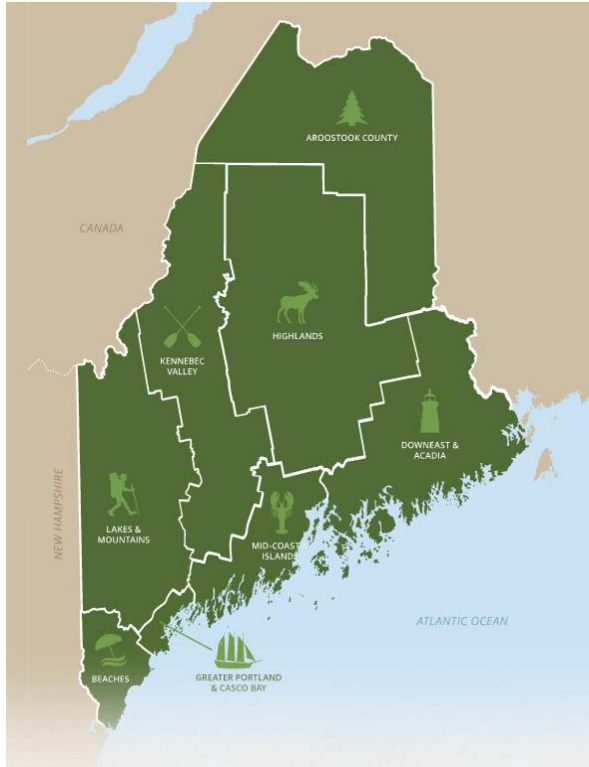 AROOSTOOK COUNTY
CANADA
HIGHLANDS
KENNEBEC
VALLEY
DOWNEAST &
ACADIA
NEW HAMPSHIRE
LAKES &
MOUNTAINS
MID-COAST
ISLANDS
ATLANTIC OCEAN
BEACHES
GREATER PORTLAND
& CASCO BAY